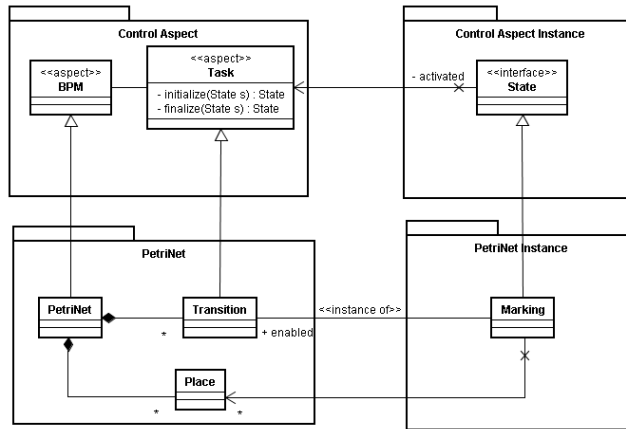 Control Aspect
Control Aspect Instance
<<aspect>>
BPM
<<aspect>>
Task
- initialize(State s) : State
- finalize(State s) : State
- activated
<<interface>>
State
PetriNet
PetriNet Instance
PetriNet
*
Transition
+ enabled
<<instance of>>
Marking
Place
*
*